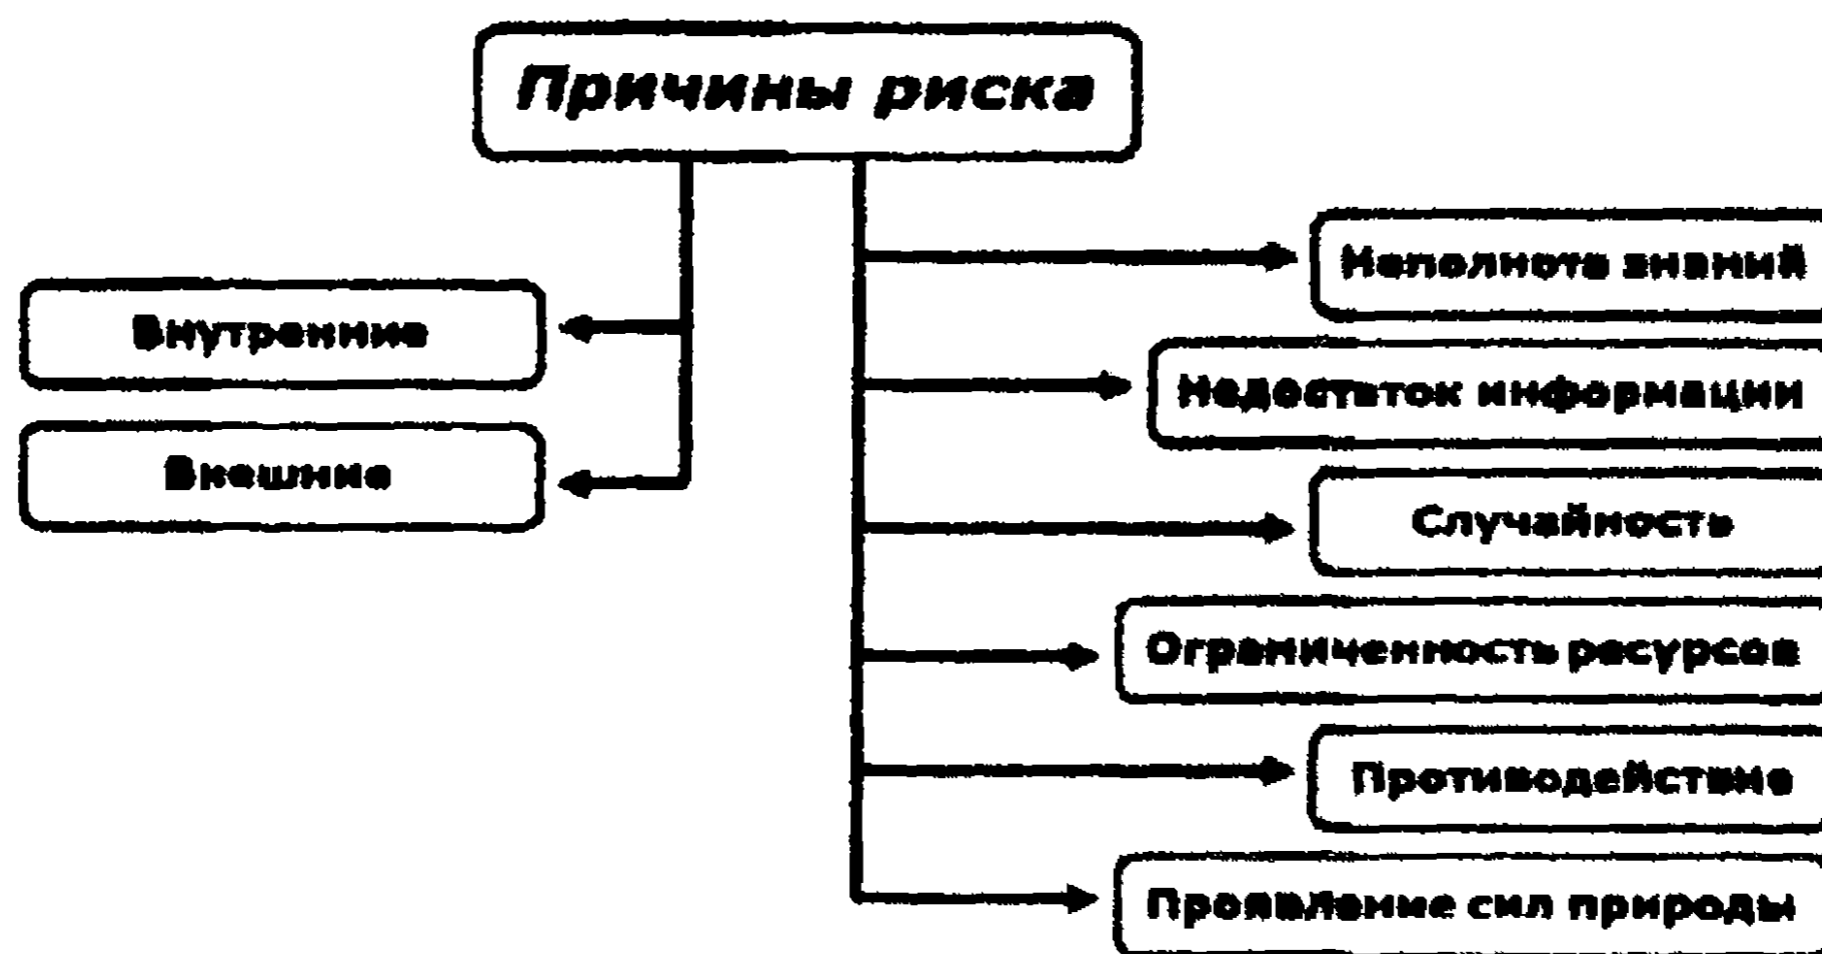 Причины риска
Неполнота знаний
Внутренние
Недостаток информации
Внешние
Случайность
Ограниченность ресурсов
Противодействие
Проявление сил природы